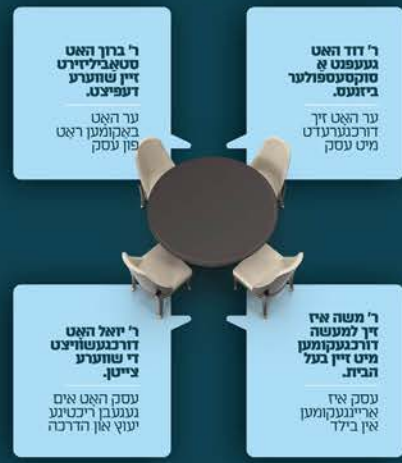 ר' דוד האט
געעפנט א
סוקסעספולער
ביזנעס.
ער האט זיך
דורכגערעדט
מיט עסק
ר' ברוך האט
סטאביליזירט
זיין שווערע
דעפיציט.
ער האט
באקומען ראט
פון עסק
ר' משה איז
זיך למעשה
דורכגעקומען
מיט זיין בעל
הבית.
עסק איז
אריינגעקומען
אין בילד
ר' יואל האט
דורכגעשוויצט
די שווערע
צייטן.
עסק האט אים
געגעבן ריכטיגע
יעוץ און הדרכה